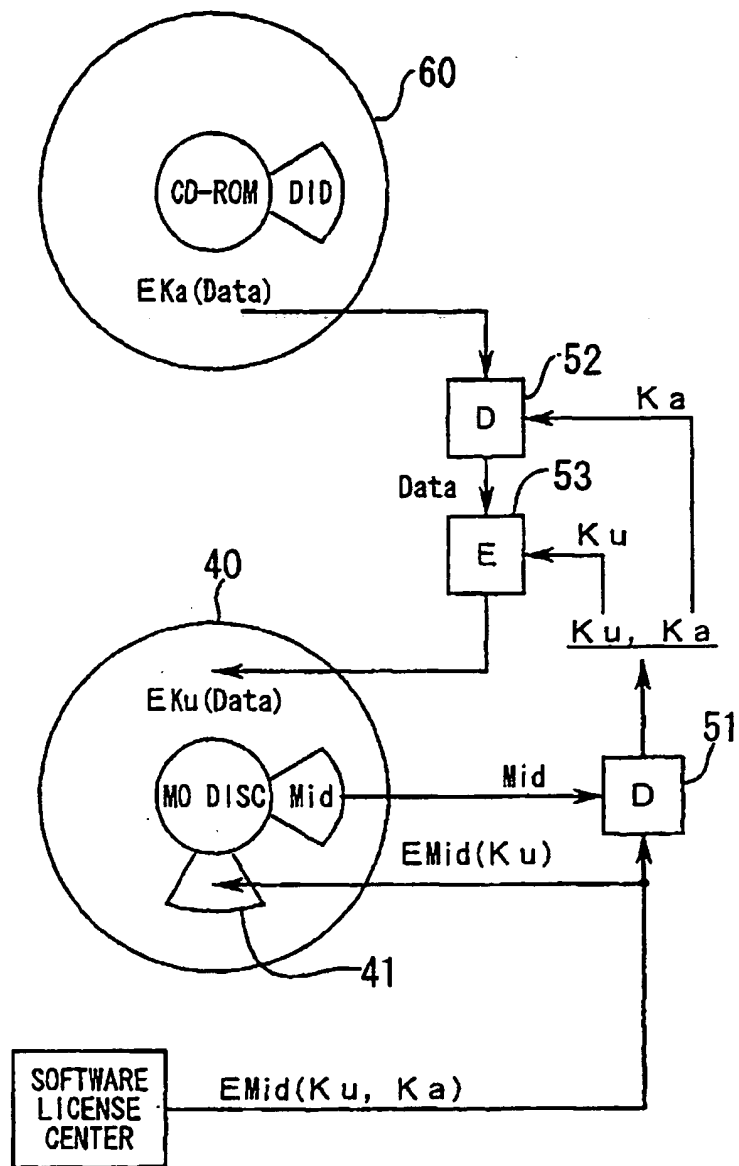 60
CD-ROM
DID
EKa(Data)
52
Ka
D
Data
53
Ku
E
40
Ku, Ka
EKu(Data)
51
MO DISC
Mid
Mid
D
EMid(Ku)
41
SOFTWARE
LICENSE
CENTER
EMid(Ku, Ka)